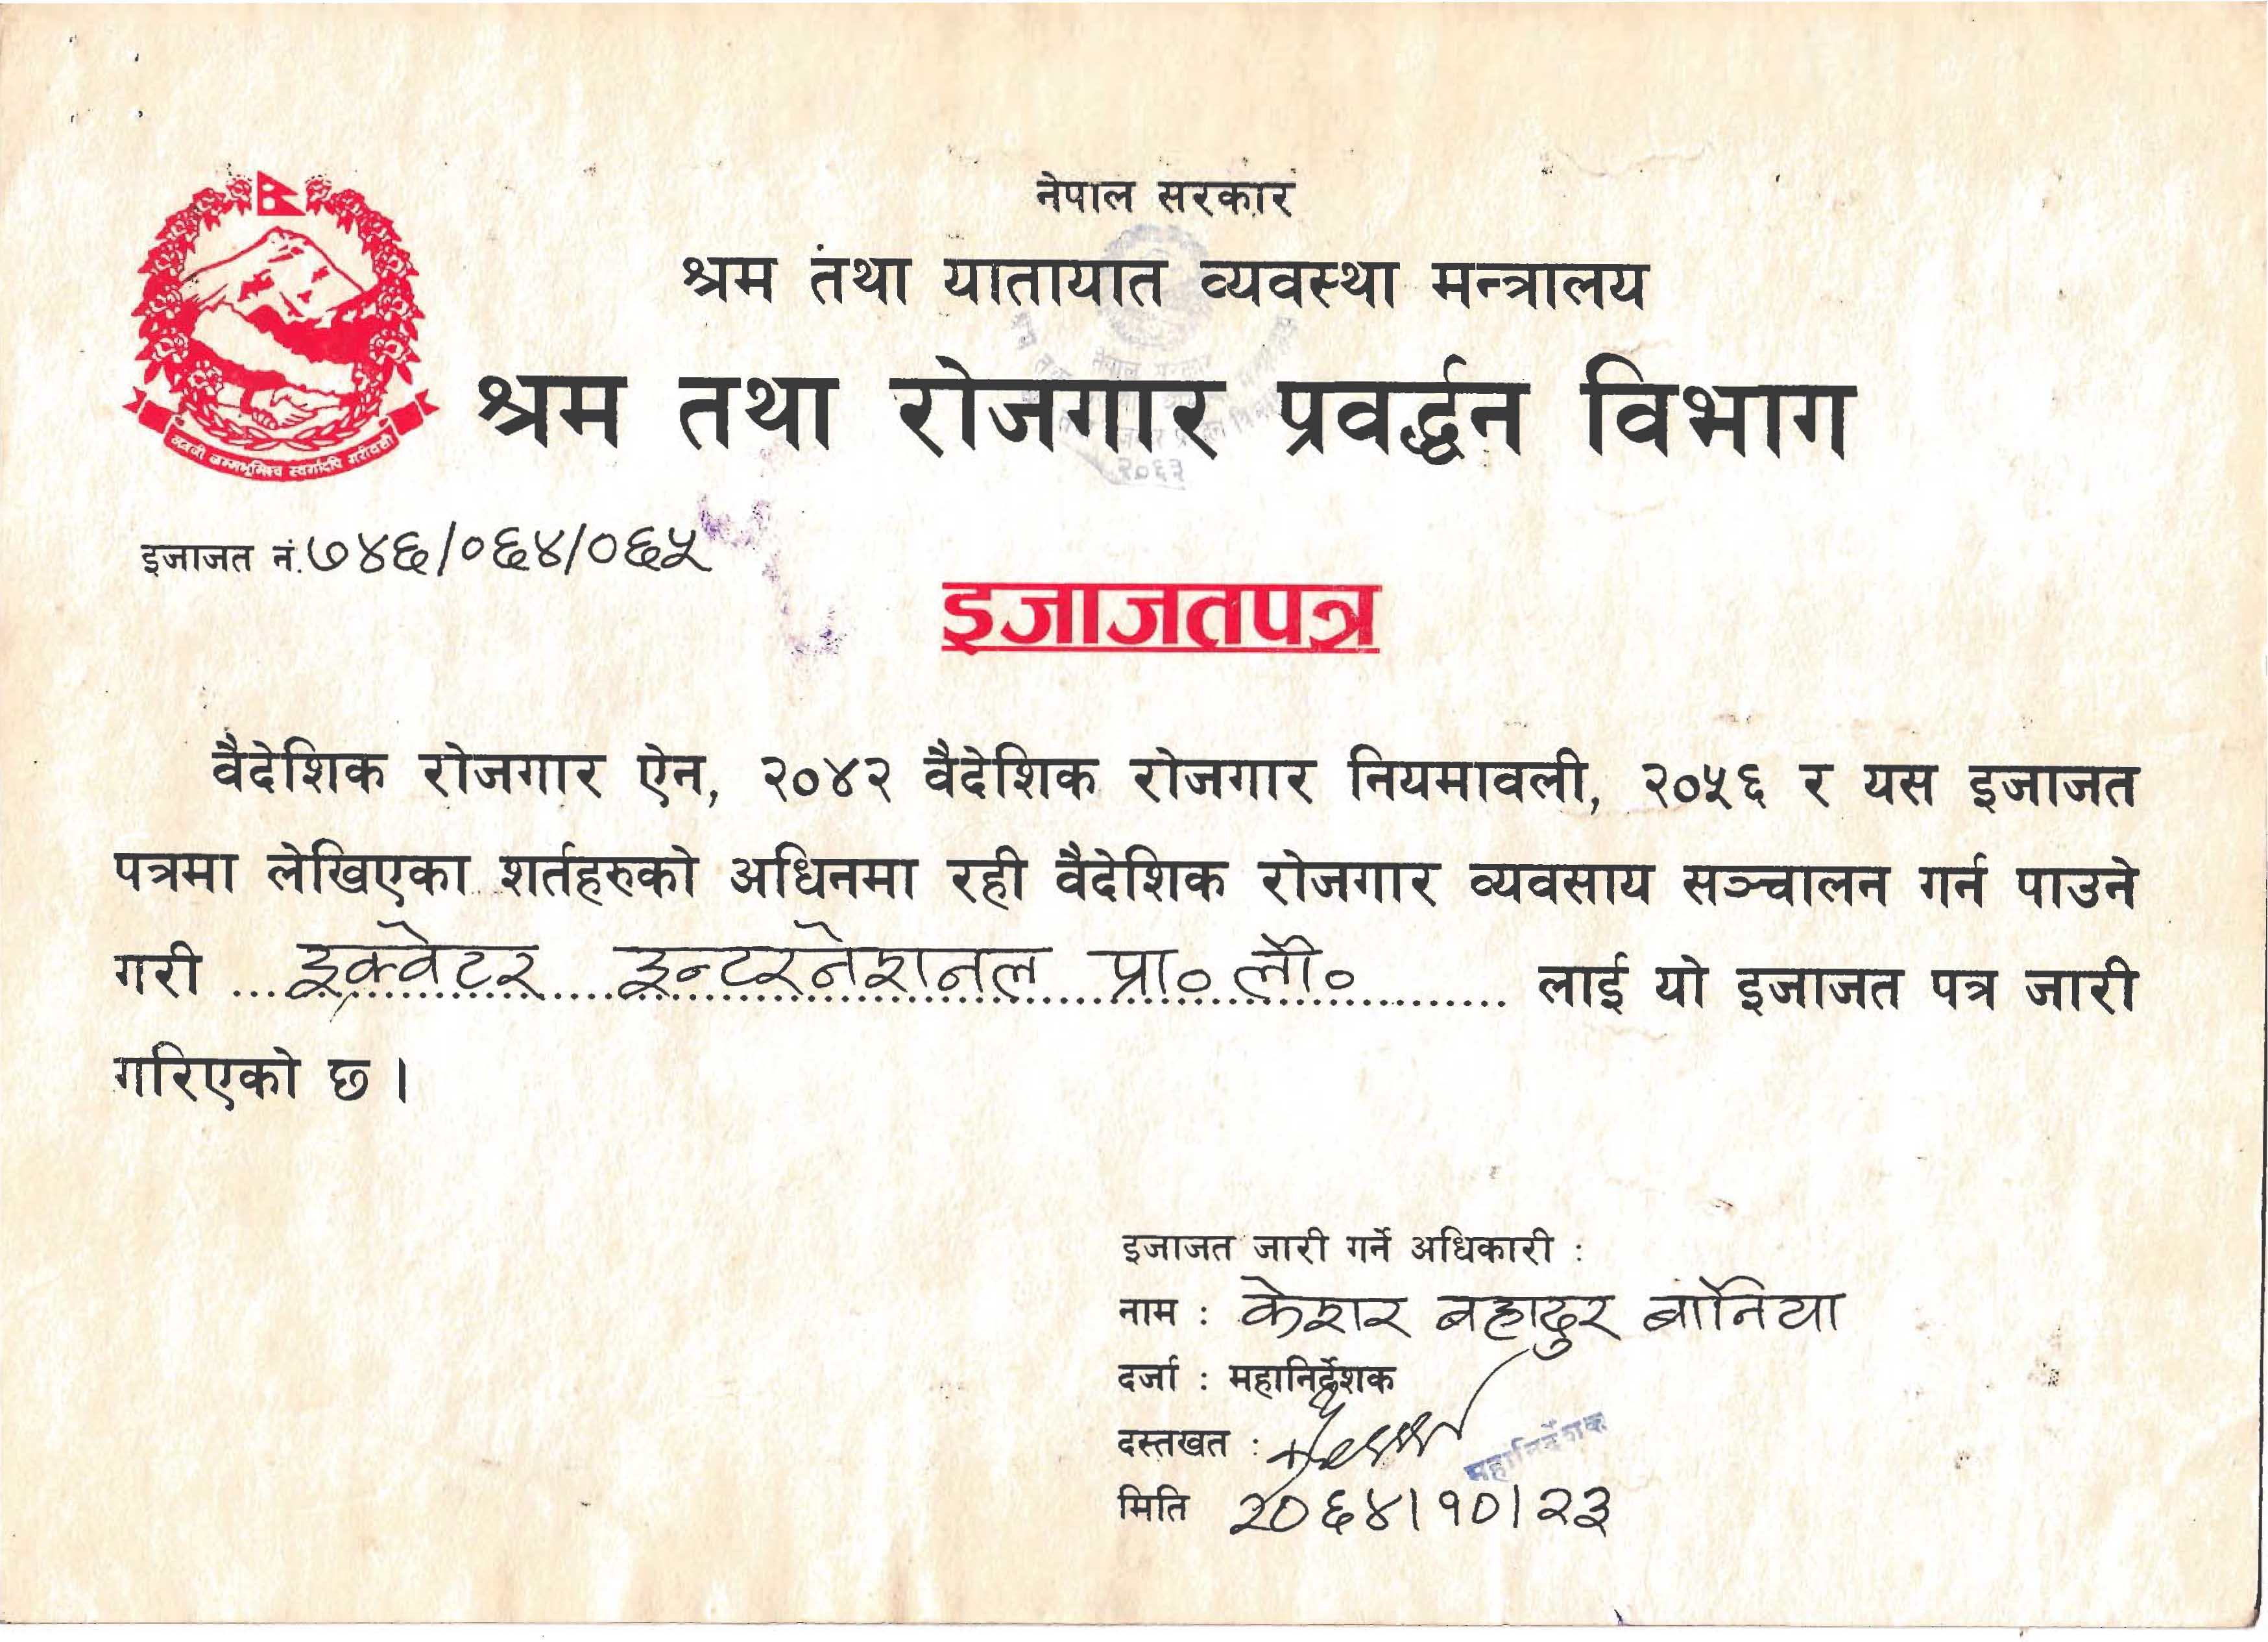 नेपाल सरकार
श्रम तथा यातायात व्यवस्था मन्त्रालय
श्रम तथा रोजगार प्रवर्द्धन विभाग
जननी जन्मभूमिश्च स्वर्गादपि गरीयसी
२०६३
इजाजत नं. ७४६/०६४/०६५
इजाजतपत्र
वैदेशिक रोजगार ऐन, २०४२ वैदेशिक रोजगार नियमावली, २०५६ र यस इजाजत
पत्रमा लेखिएका शर्तहरुको अधिनमा रही वैदेशिक रोजगार व्यवसाय सञ्चालन गर्न पाउने
गरी इक्वेटर इन्टरनेशनल प्रा० ली० लाई यो इजाजत पत्र जारी
गरिएको छ ।
इजाजत जारी गर्ने अधिकारी :
नाम : केशर बहादुर बानिया
दर्जा : महानिर्देशक
दस्तखत :
महानिर्देशक
मिति २०६४।१०।२३